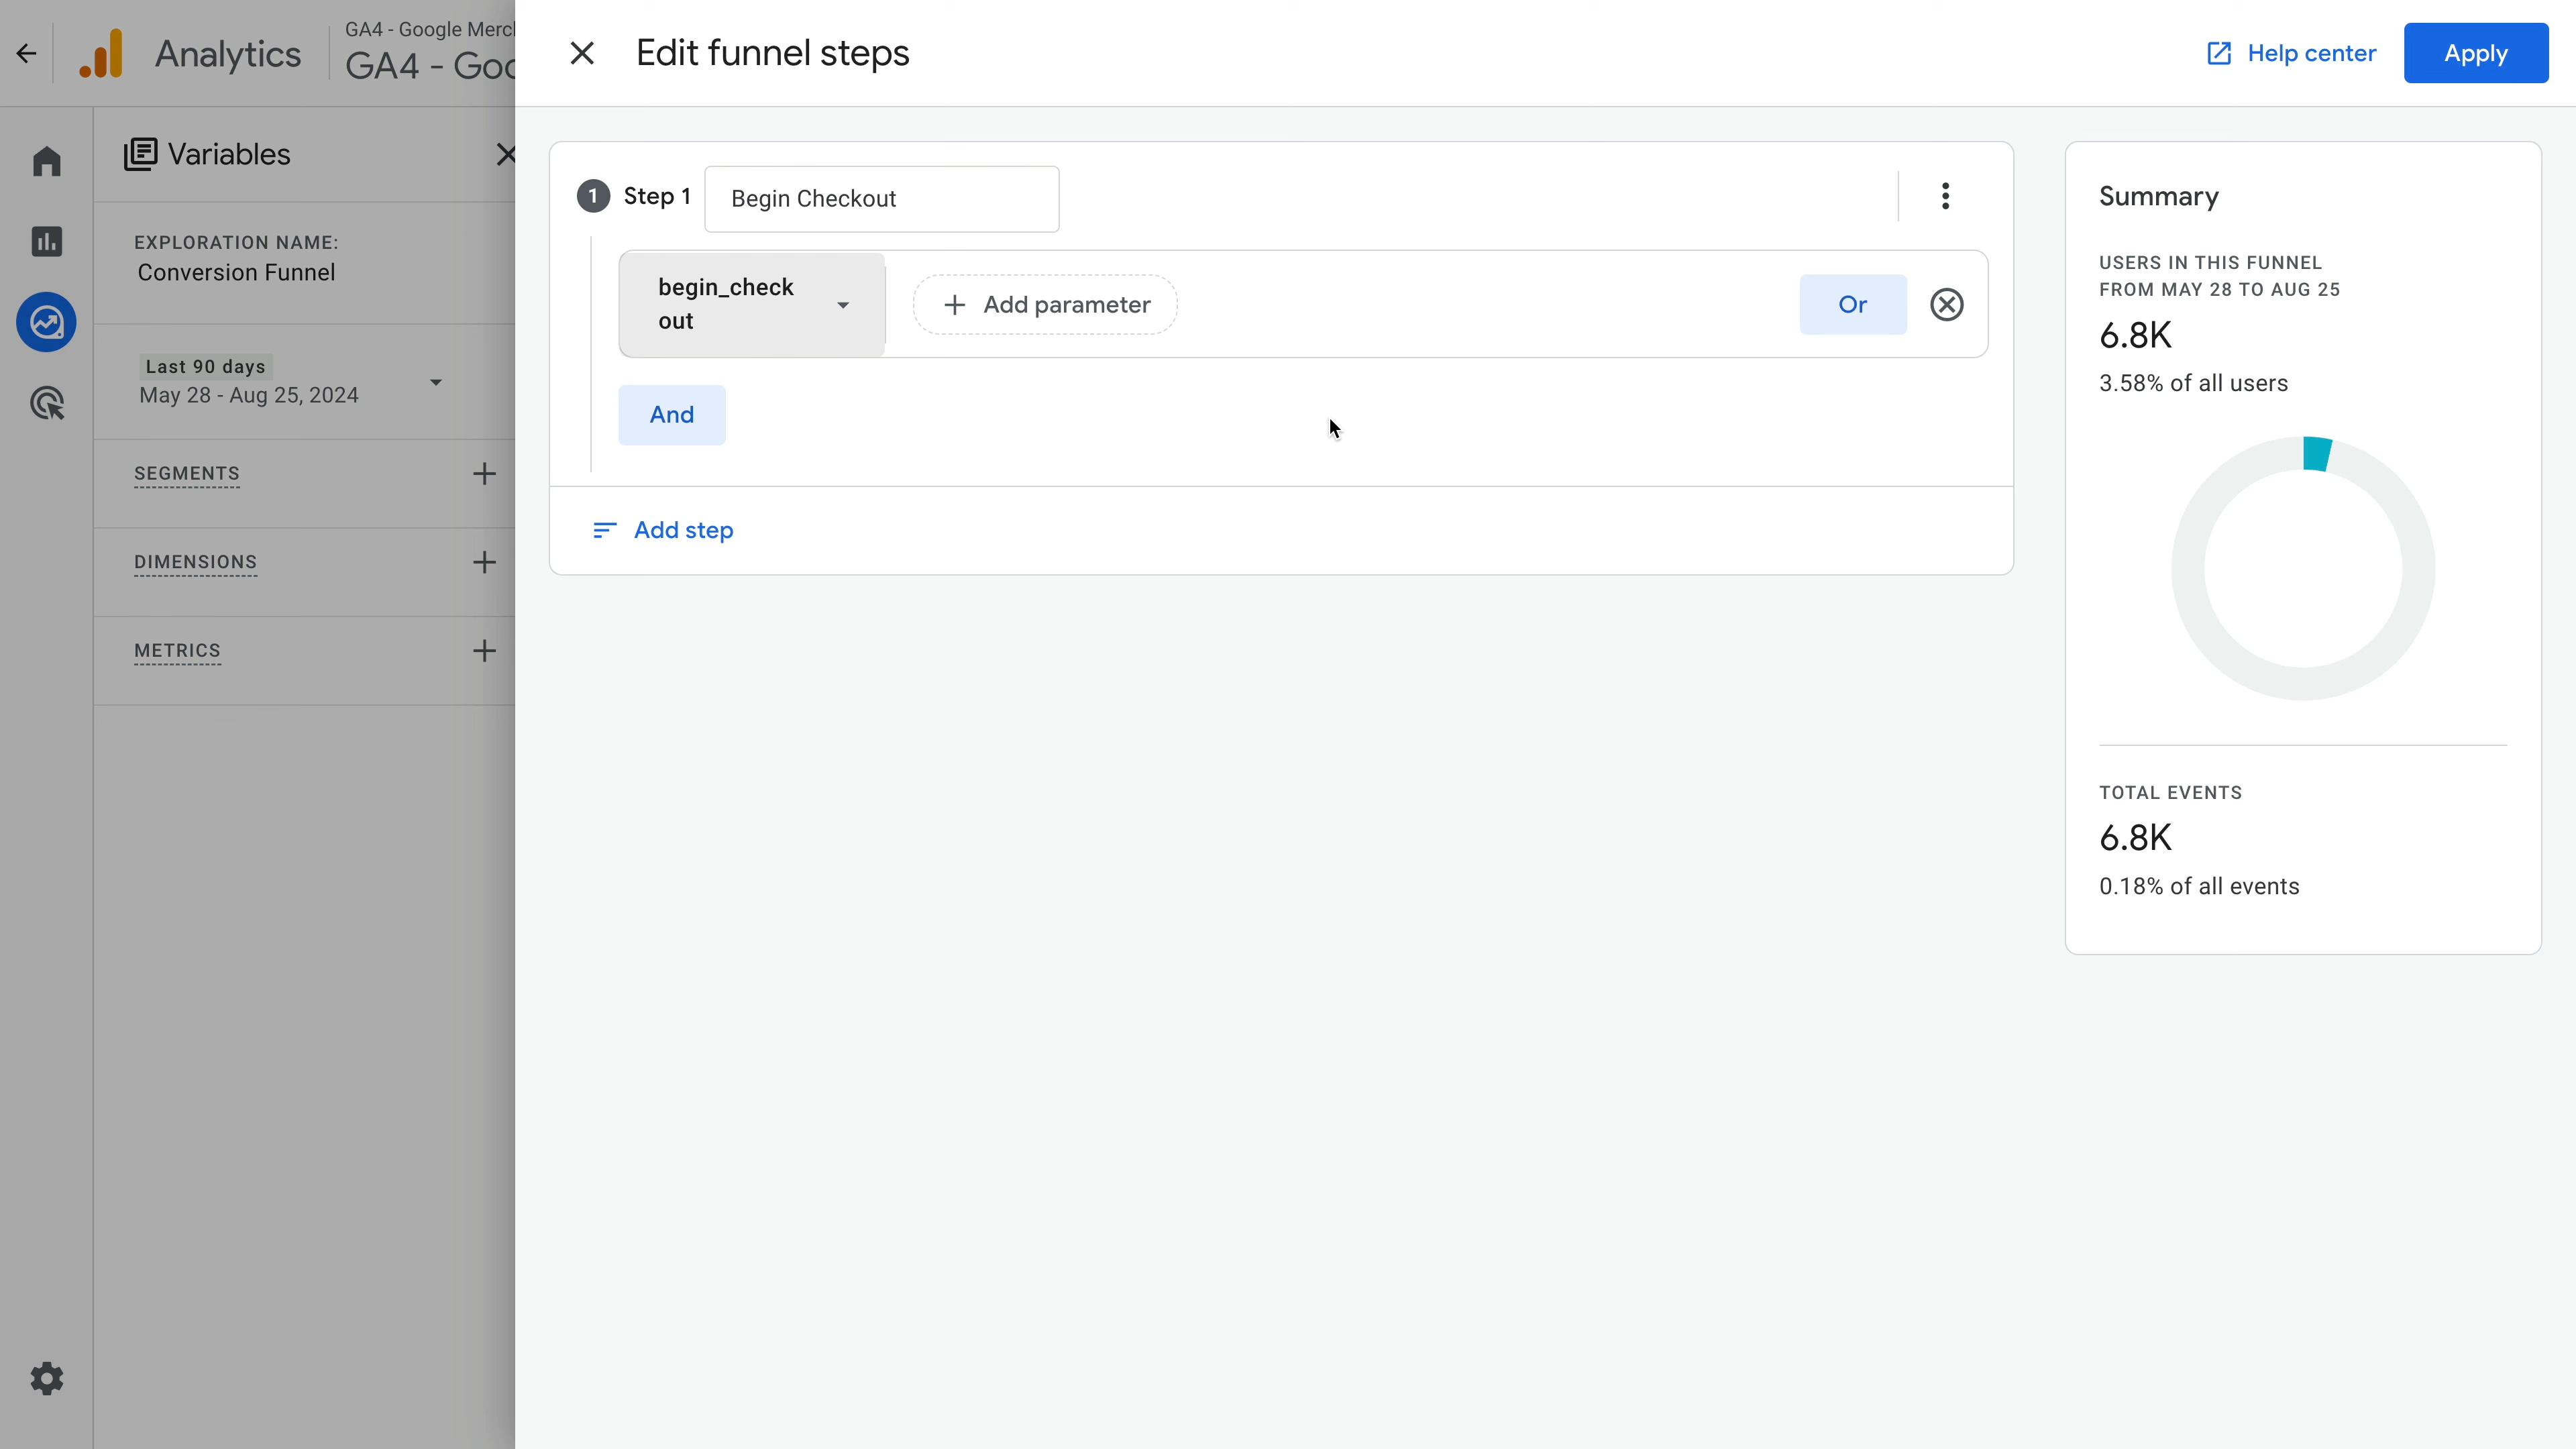 GA4 - Google Merch
Analytics
GA4 - Goo
Edit funnel steps
Help center
Apply
Variables
EXPLORATION NAME:
Conversion Funnel
Last 90 days
May 28 - Aug 25, 2024
SEGMENTS
DIMENSIONS
METRICS
1 Step 1
Begin Checkout
begin_check
out
Add parameter
Or
And
Add step
Summary
USERS IN THIS FUNNEL
FROM MAY 28 TO AUG 25
6.8K
3.58% of all users
TOTAL EVENTS
6.8K
0.18% of all events